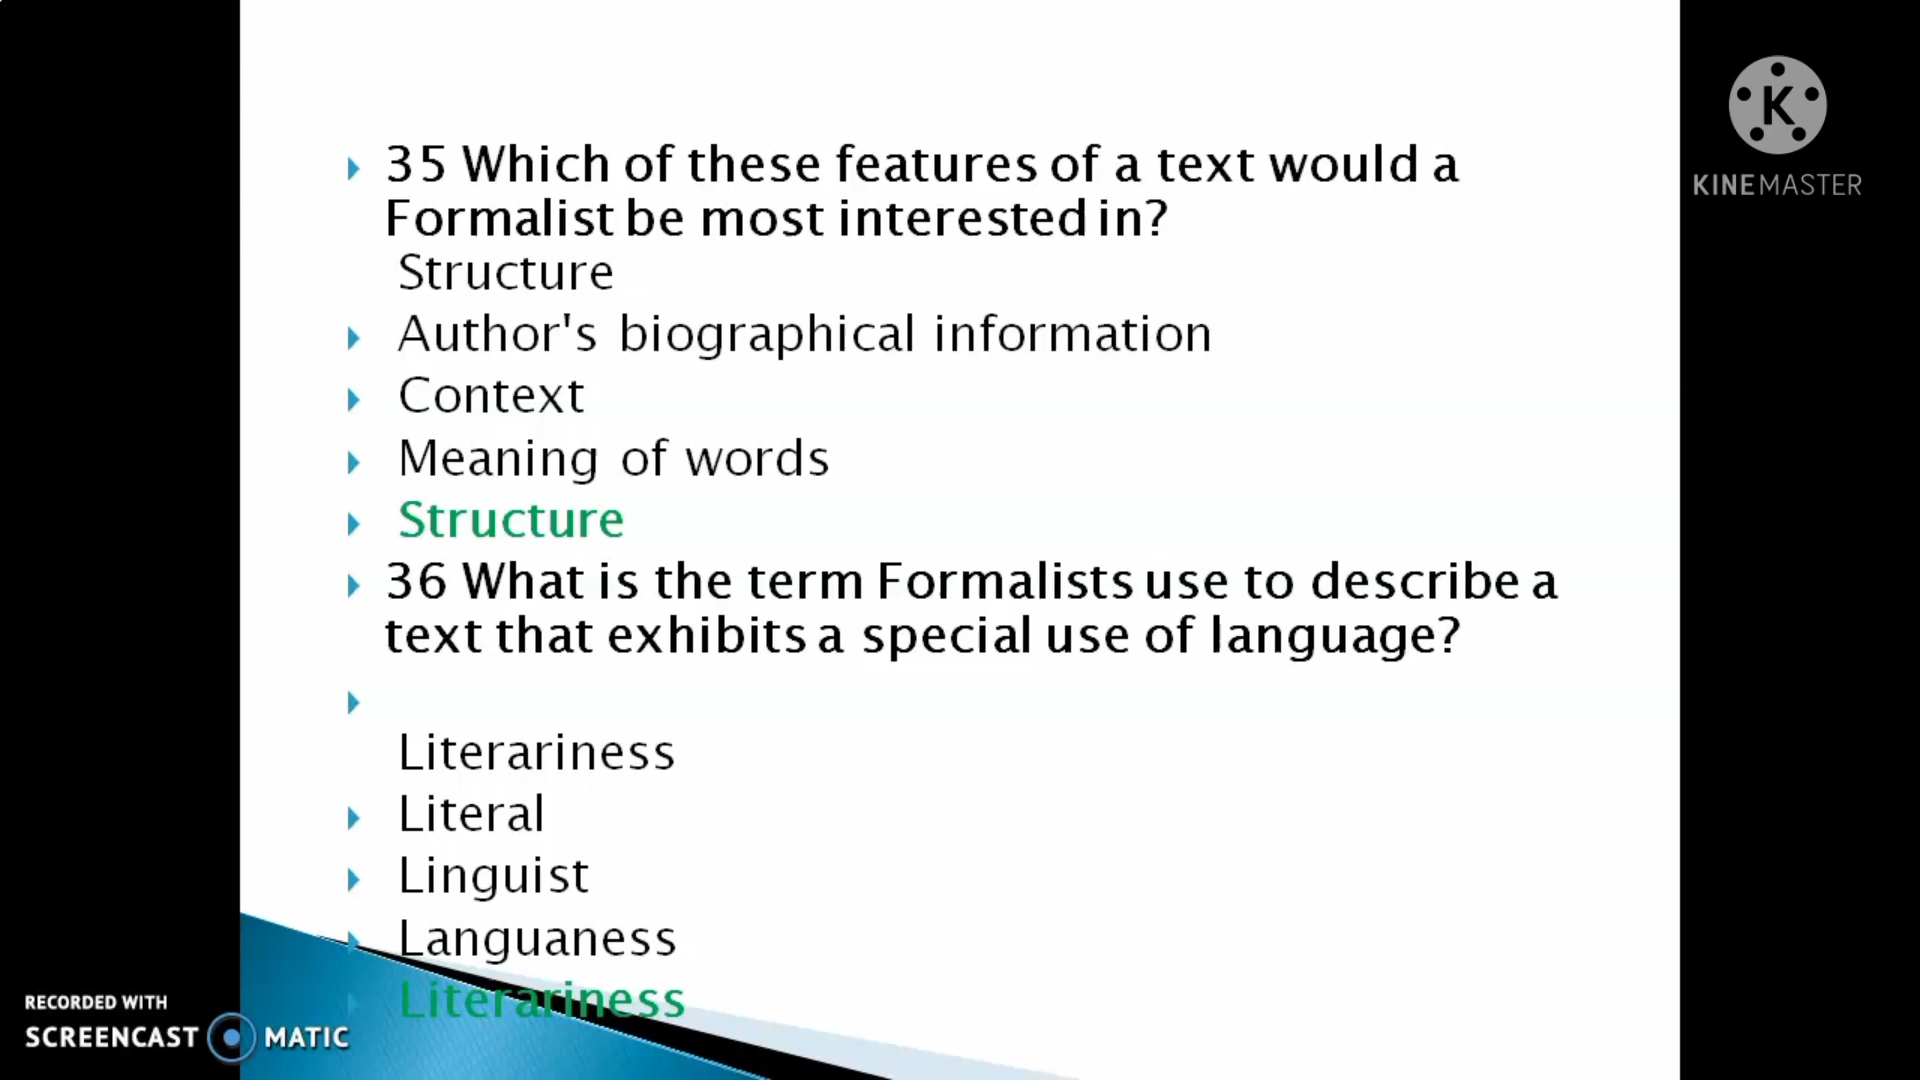 35 Which of these features of a text would a
Formalist be most interested in?
Structure
Author's biographical information
Context
Meaning of words
Structure
36 What is the term Formalists use to describe a
text that exhibits a special use of language?
Literariness
Literal
Linguist
Languaness
Literariness
K
KINEMASTER
RECORDED WITH
SCREENCAST MATIC